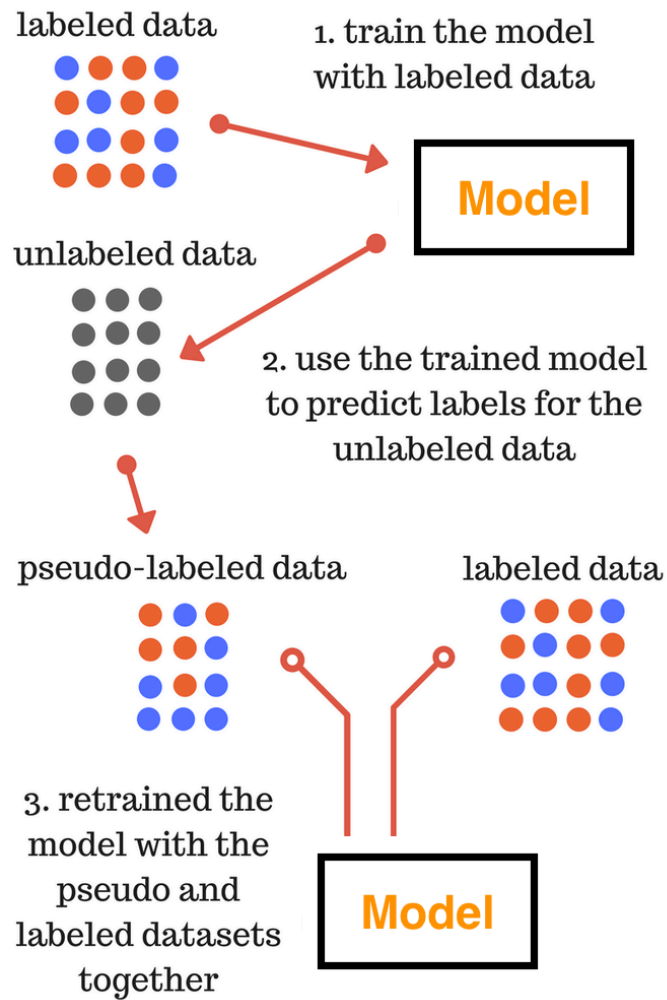 labeled data
1. train the model
with labeled data
Model
unlabeled data
2. use the trained model
to predict labels for the
unlabeled data
pseudo-labeled data
labeled data
3. retrained the
model with the
pseudo and
labeled datasets
together
Model